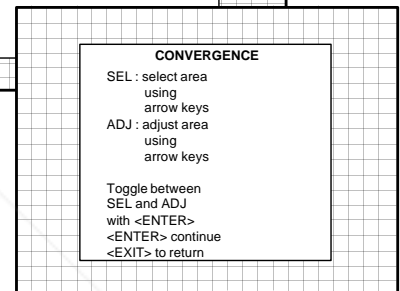 CONVERGENCE
SEL : select area
using
arrow keys
ADJ : adjust area
using
arrow keys
Toggle between
SEL and ADJ
with <ENTER>
<ENTER> continue
<EXIT> to return